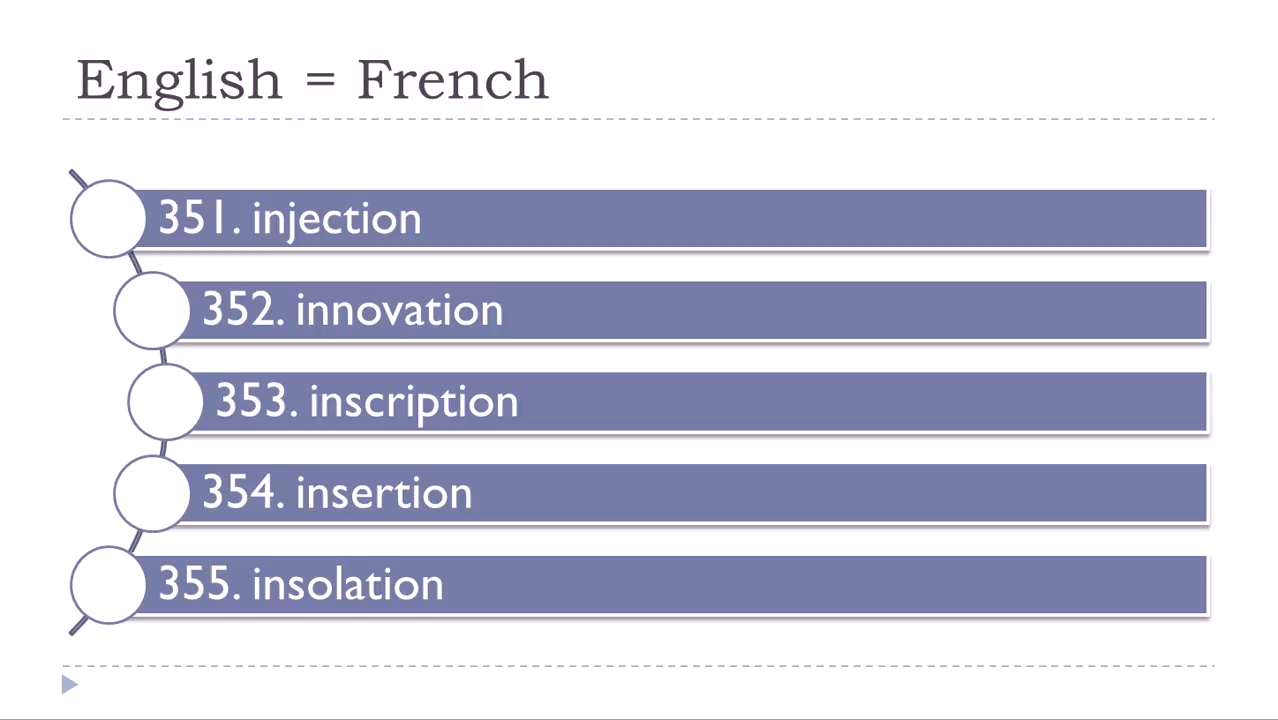 English = French
351. injection
352. innovation
353. inscription
354. insertion
355. insolation